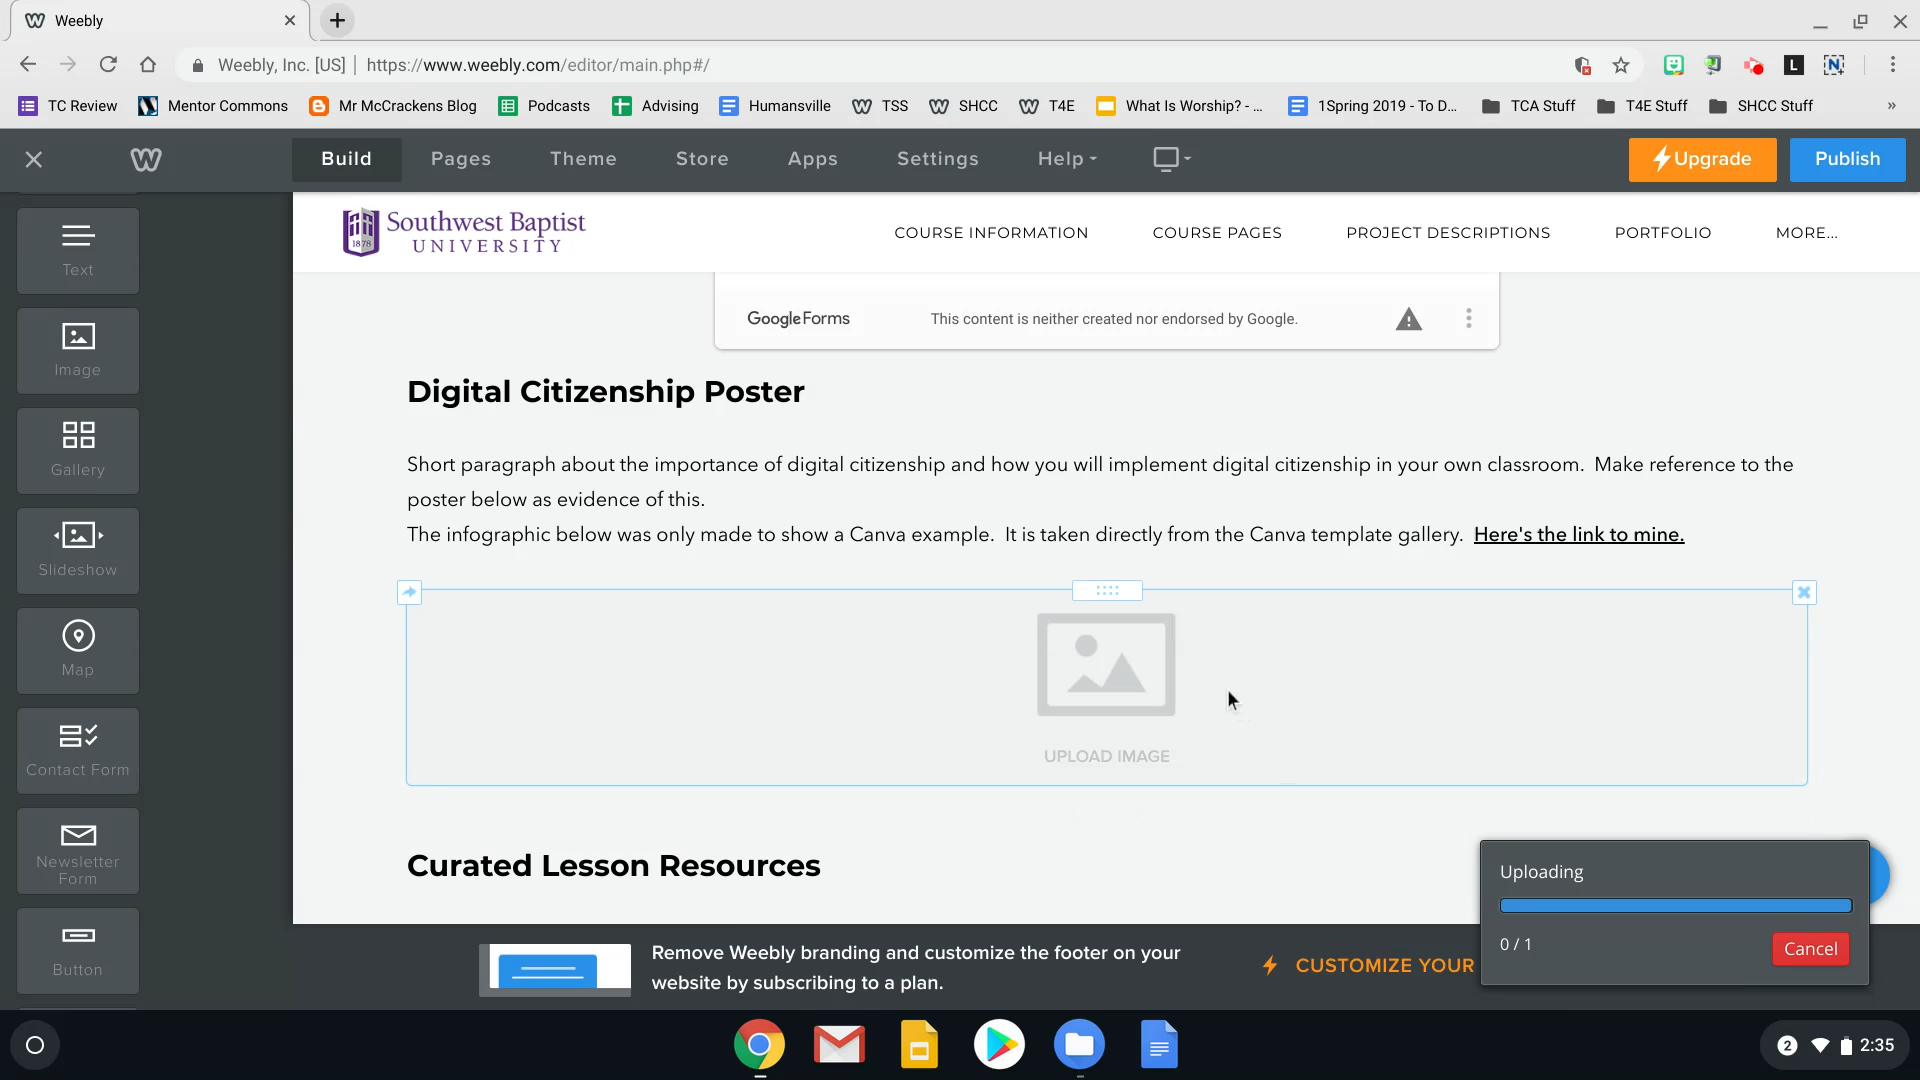 Weebly
Weebly, Inc. [US] | https://www.weebly.com/editor/main.php#/
L
N
TC Review
Mentor Commons
Mr McCrackens Blog
Podcasts
Advising
Humansville
TSS
SHCC
T4E
What Is Worship? - ...
1Spring 2019 - To D...
TCA Stuff
T4E Stuff
SHCC Stuff
»
Build
Pages
Theme
Store
Apps
Settings
Help
Upgrade
Publish
Text
Image
Gallery
Slideshow
Map
Contact Form
Newsletter
Form
Button
1878
Southwest Baptist
UNIVERSITY
COURSE INFORMATION
COURSE PAGES
PROJECT DESCRIPTIONS
PORTFOLIO
MORE...
Google Forms
This content is neither created nor endorsed by Google.
Digital Citizenship Poster
Short paragraph about the importance of digital citizenship and how you will implement digital citizenship in your own classroom. Make reference to the
poster below as evidence of this.
The infographic below was only made to show a Canva example. It is taken directly from the Canva template gallery. Here's the link to mine.
UPLOAD IMAGE
Curated Lesson Resources
Uploading
0 / 1
Cancel
Remove Weebly branding and customize the footer on your
website by subscribing to a plan.
CUSTOMIZE YOUR
2
2:35